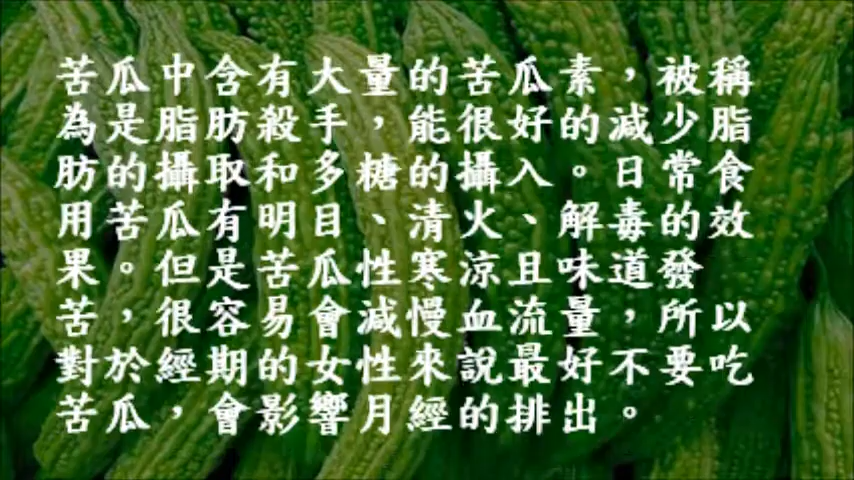 苦瓜中含有大量的苦瓜素，被稱
為是脂肪殺手，能很好的減少脂
肪的攝取和多糖的攝入。日常食
用苦瓜有明目、清火、解毒的效
果。但是苦瓜性寒涼且味道發
苦，很容易會減慢血流量，所以
對於經期的女性來說最好不要吃
苦瓜，會影響月經的排出。